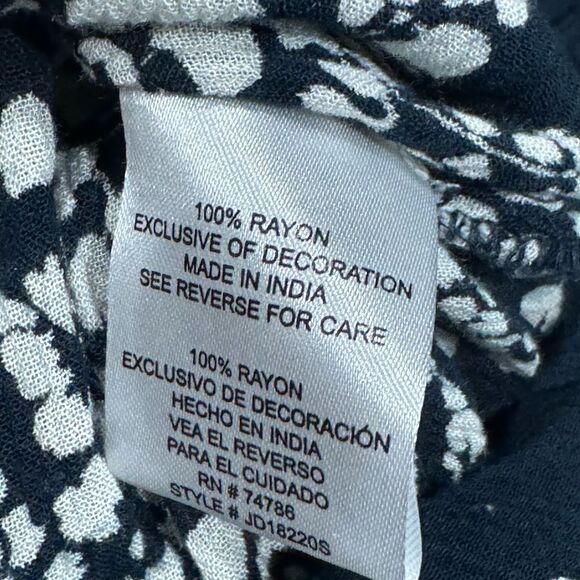 100% RAYON
EXCLUSIVE OF DECORATION
MADE IN INDIA
SEE REVERSE FOR CARE
100% RAYON
EXCLUSIVO DE DECORACIÓN
HECHO EN INDIA
VEA EL REVERSO
PARA EL CUIDADO
RN # 74786
STYLE # JD18220S